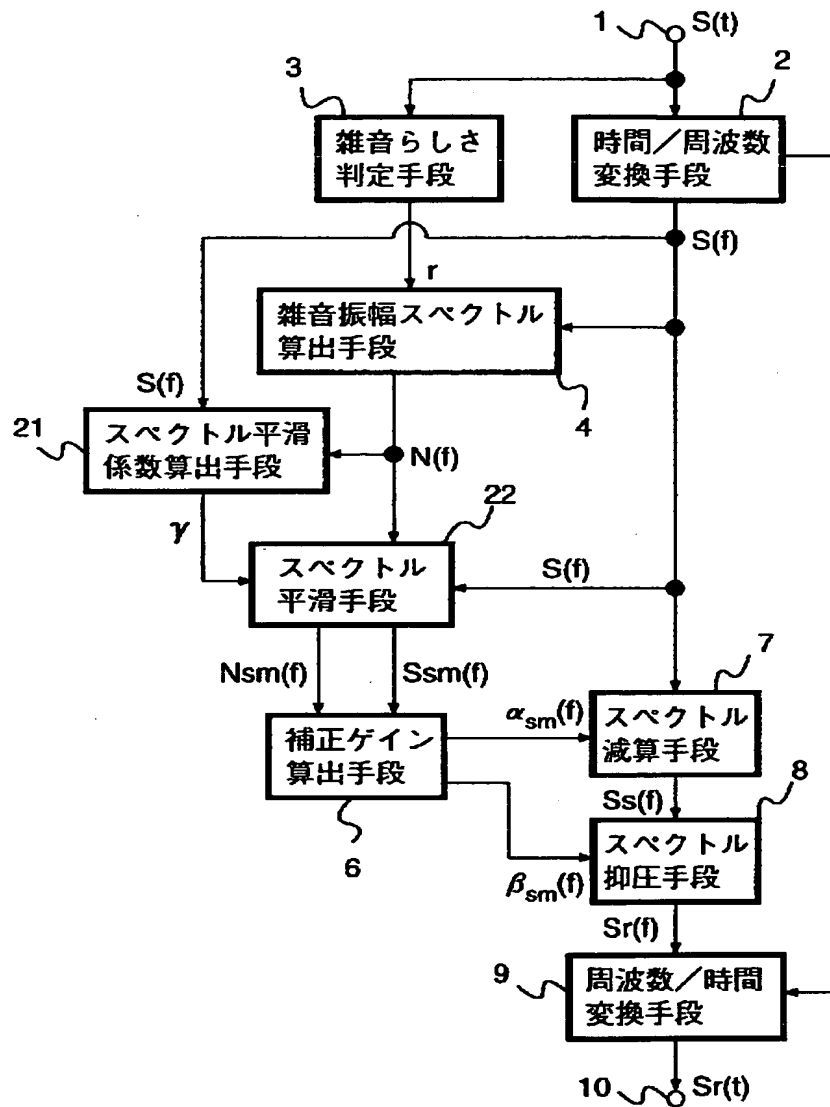 1
S(t)
3
2
雑音らしさ
判定手段
時間／周波数
変換手段
S(f)
r
雑音振幅スペクトル
算出手段
S(f)
4
21
スペクトル平滑
係数算出手段
N(f)
22
γ
スペクトル
平滑手段
S(f)
7
Nsm(f)
Ssm(f)
αsm(f)
スペクトル
減算手段
補正ゲイン
算出手段
Ss(f)
8
6
スペクトル
抑圧手段
βsm(f)
Sr(f)
9
周波数／時間
変換手段
10
Sr(t)